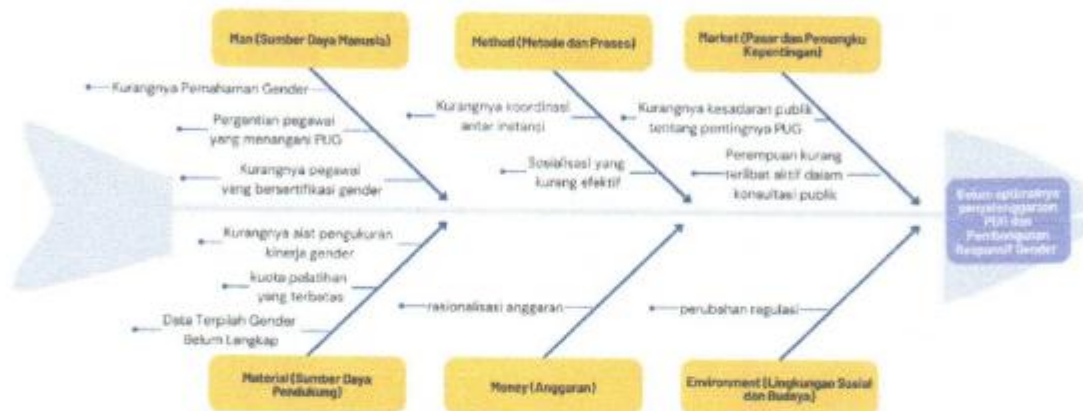 Man (Sumber Daya Manusia)
Method (Metode dan Proses)
Market (Pasar dan Pemangku
Kepentingan)
Kurangnya Pemahaman Gender
Pergantian pegawai
yang menangani PUG
Kurangnya pegawai
yang bersertifikasi gender
Kurangnya koordinasi
antar instansi
Sosialisasi yang
kurang efektif
Kurangnya kesadaran publik
tentang pentingnya PUG
Perempuan kurang
terlibat aktif dalam
konsultasi publik
Belum optimalnya
penyelenggaraan
PUG dan
Pembangunan
Responsif Gender
Kurangnya alat pengukuran
kinerja gender
kuota pelatihan
yang terbatas
Data Terpilah Gender
Belum Lengkap
rasionalisasi anggaran
perubahan regulasi
Material (Sumber Daya
Pendukung)
Money (Anggaran)
Environment (Lingkungan Sosial
dan Budaya)